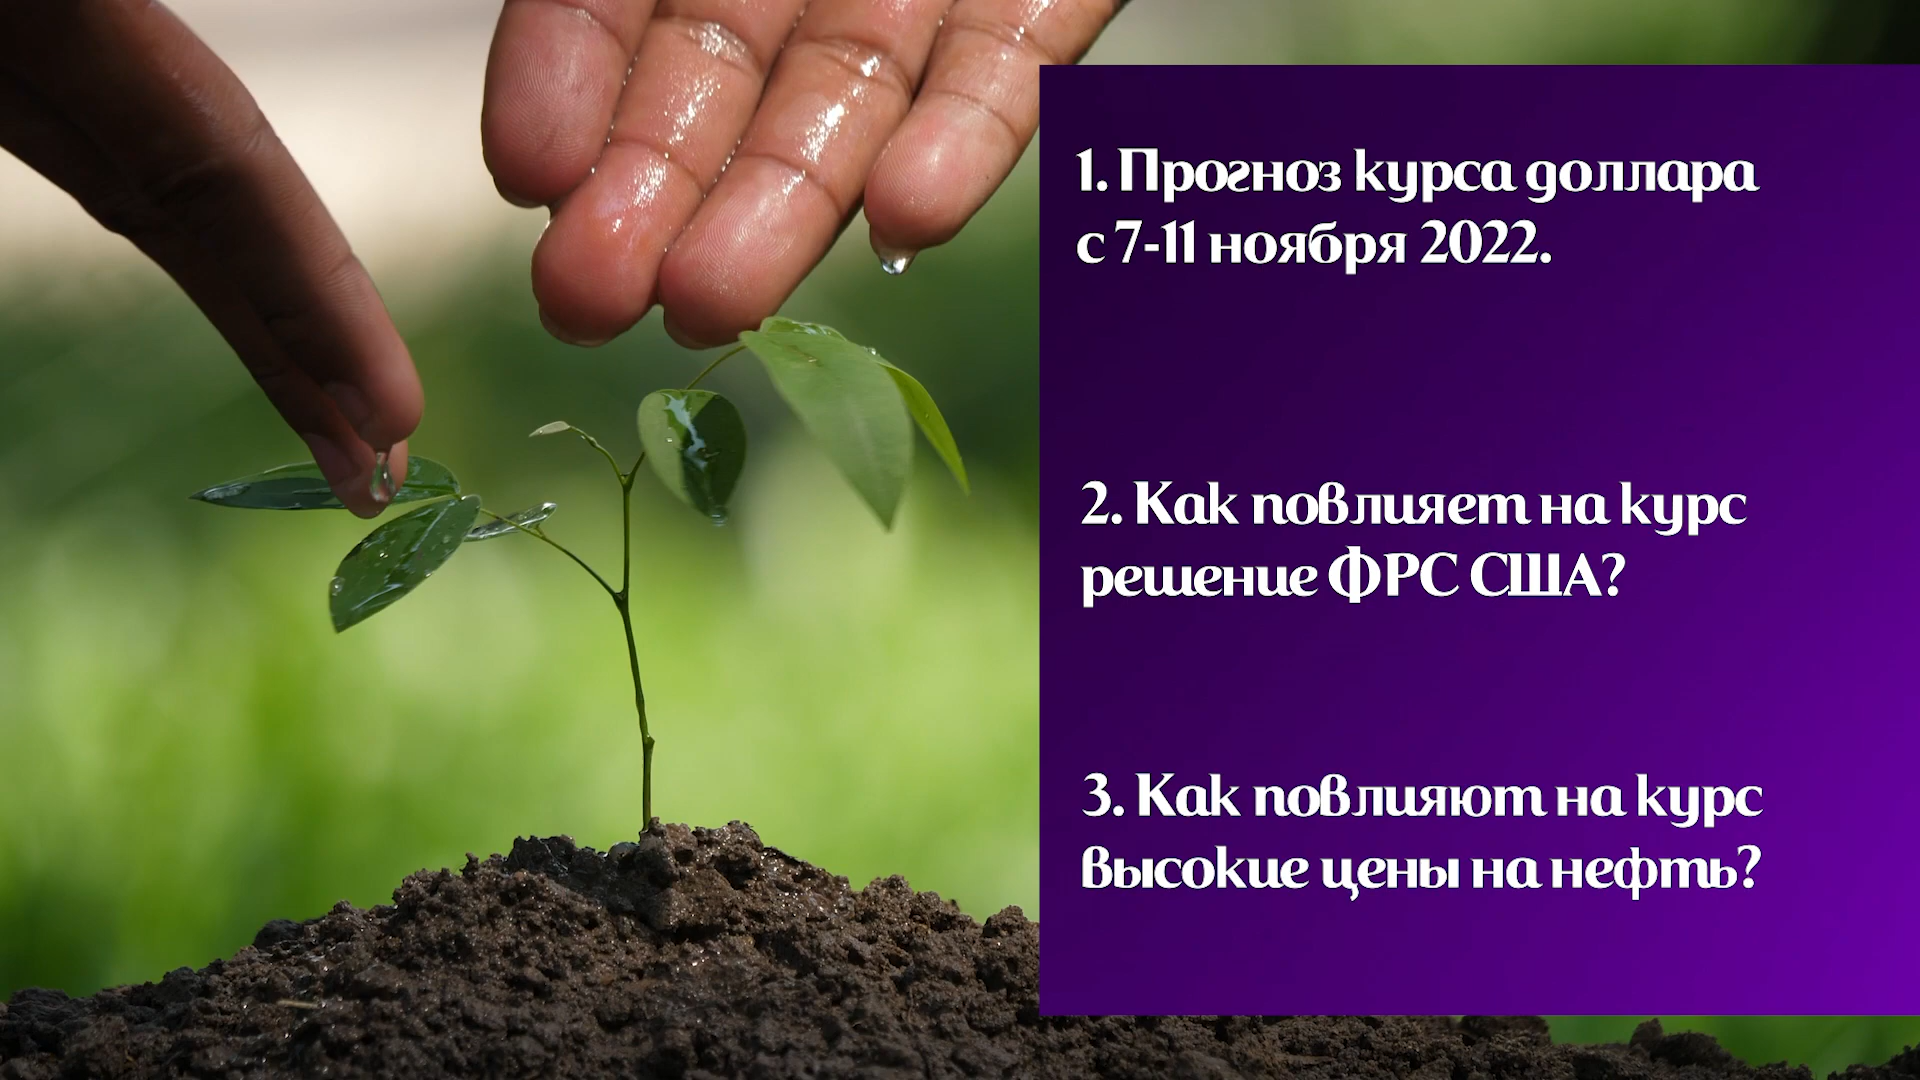 1. Прогноз курса доллара
с 7-11 ноября 2022.
2. Как повлияет на курс
решение ФРС США?
3. Как повлияют на курс
высокие цены на нефть?